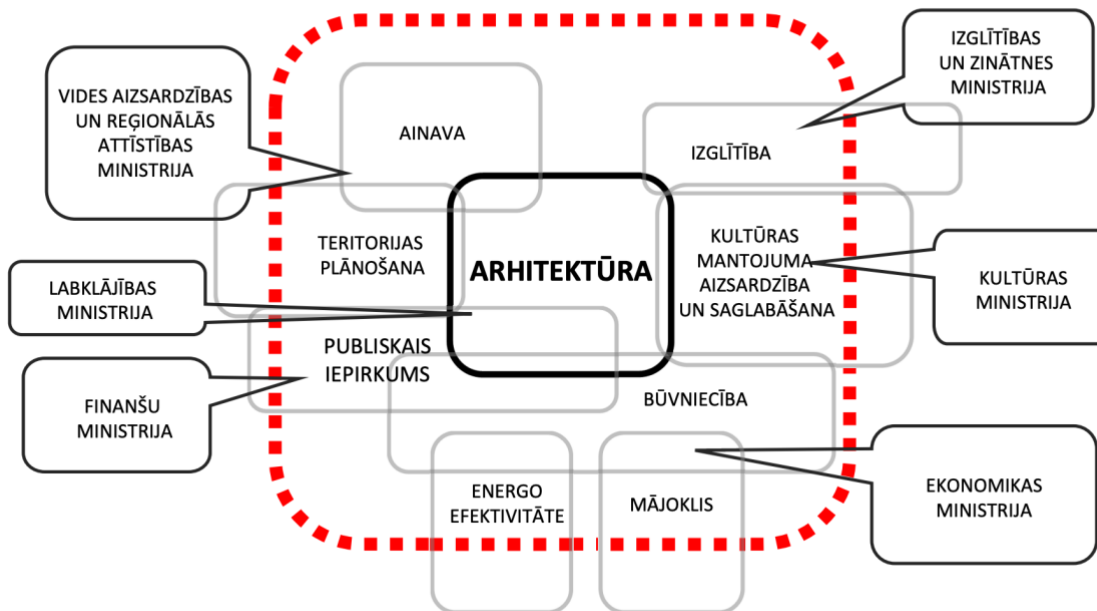 VIDES AIZSARDZĪBAS
UN REĢIONĀLĀS
ATTĪSTĪBAS
MINISTRIJA
AINAVA
IZGLĪTĪBAS
UN ZINĀTNES
MINISTRIJA
IZGLĪTĪBA
TERITORIJAS
PLĀNOŠANA
ARHITEKTŪRA
KULTŪRAS
MANTOJUMA
AIZSARDZĪBA
UN SAGLABĀŠANA
KULTŪRAS
MINISTRIJA
LABKLĀJĪBAS
MINISTRIJA
PUBLISKAIS
IEPIRKUMS
FINANŠU
MINISTRIJA
BŪVNIECĪBA
ENERGO
EFEKTIVITĀTE
MĀJOKLIS
EKONOMIKAS
MINISTRIJA